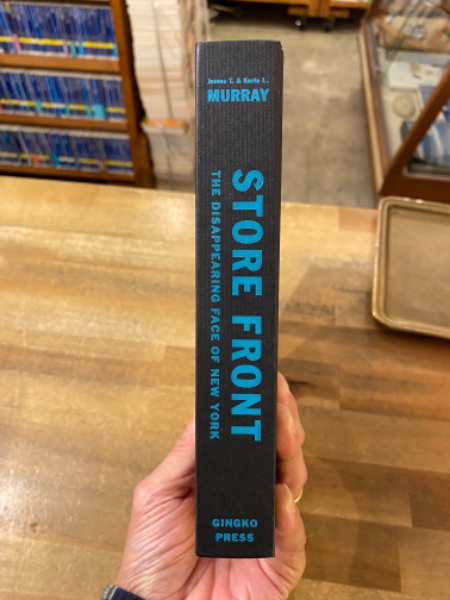 James T. & Karla L.
MURRAY
STORE FRONT
THE DISAPPEARING FACE OF NEW YORK
GINGKO
PRESS